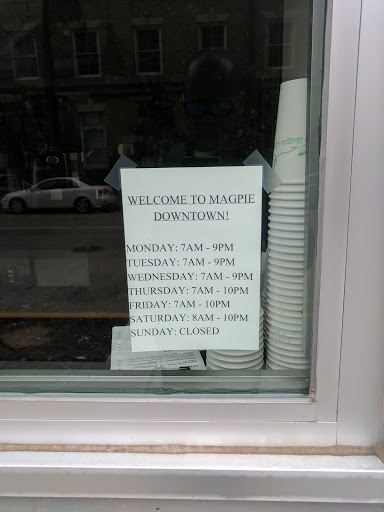 WELCOME TO MAGPIE
DOWNTOWN!
MONDAY: 7AM - 9PM
TUESDAY: 7AM - 9PM
WEDNESDAY: 7AM - 9PM
THURSDAY: 7AM - 10PM
FRIDAY: 7AM - 10PM
SATURDAY: 8AM - 10PM
SUNDAY: CLOSED